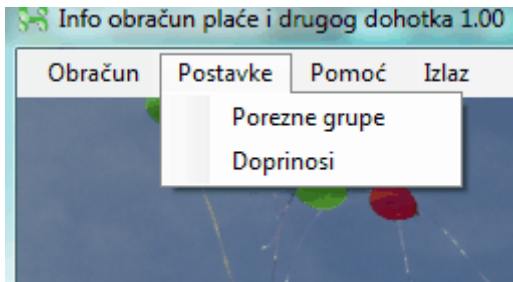 Info obračun plaće i drugog dohotka 1.00
Obračun Postavke Pomoć Izlaz
Porezne grupe
Doprinosi